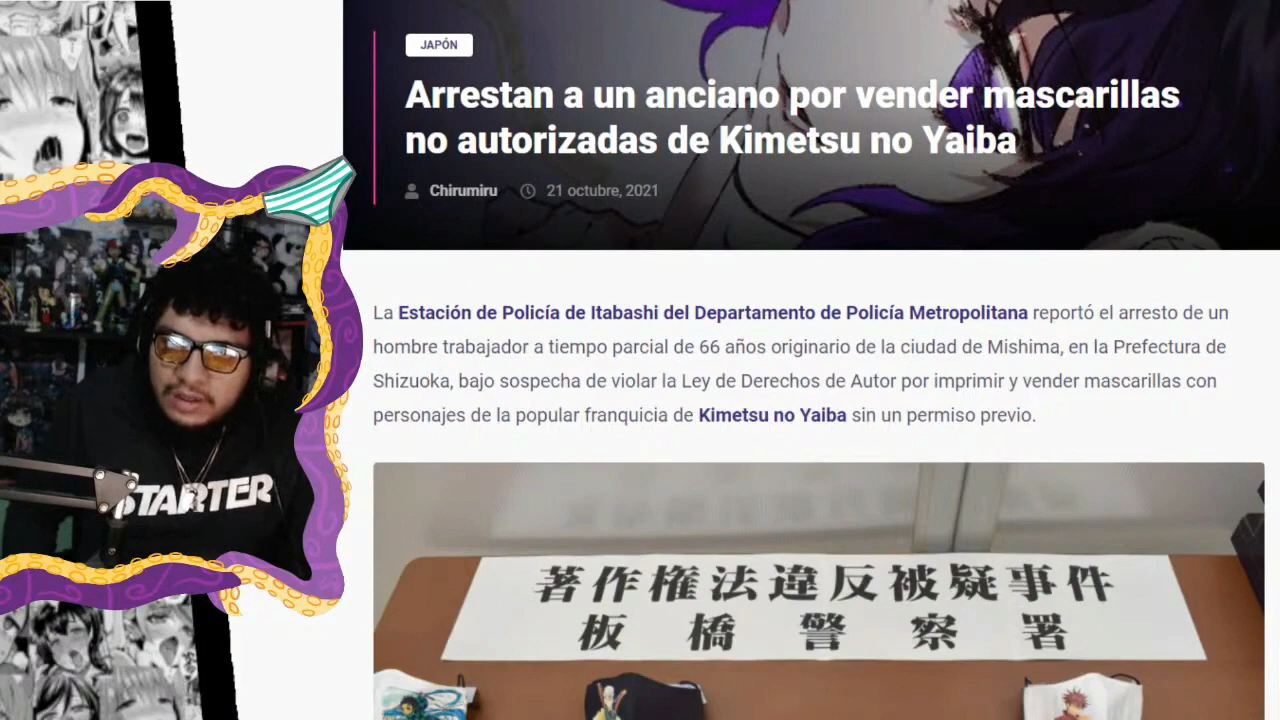 JAPÓN
Arrestan a un anciano por vender mascarillas
no autorizadas de Kimetsu no Yaiba
Chirumiru 21 octubre, 2021
La Estación de Policía de Itabashi del Departamento de Policía Metropolitana reportó el arresto de un
hombre trabajador a tiempo parcial de 66 años originario de la ciudad de Mishima, en la Prefectura de
Shizuoka, bajo sospecha de violar la Ley de Derechos de Autor por imprimir y vender mascarillas con
personajes de la popular franquicia de Kimetsu no Yaiba sin un permiso previo.
STARTER
著作権法違反被疑事件
板橋警察署